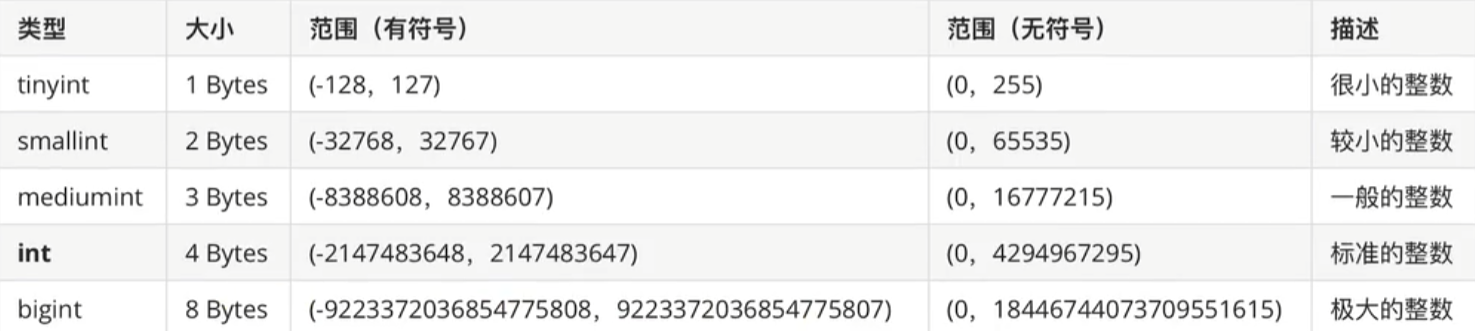 类型 大小 范围（有符号） 范围（无符号） 描述
tinyint 1 Bytes (-128，127) (0，255) 很小的整数
smallint 2 Bytes (-32768，32767) (0，65535) 较小的整数
mediumint 3 Bytes (-8388608，8388607) (0，16777215) 一般的整数
int 4 Bytes (-2147483648，2147483647) (0，4294967295) 标准的整数
bigint 8 Bytes (-9223372036854775808，9223372036854775807) (0，18446744073709551615) 极大的整数